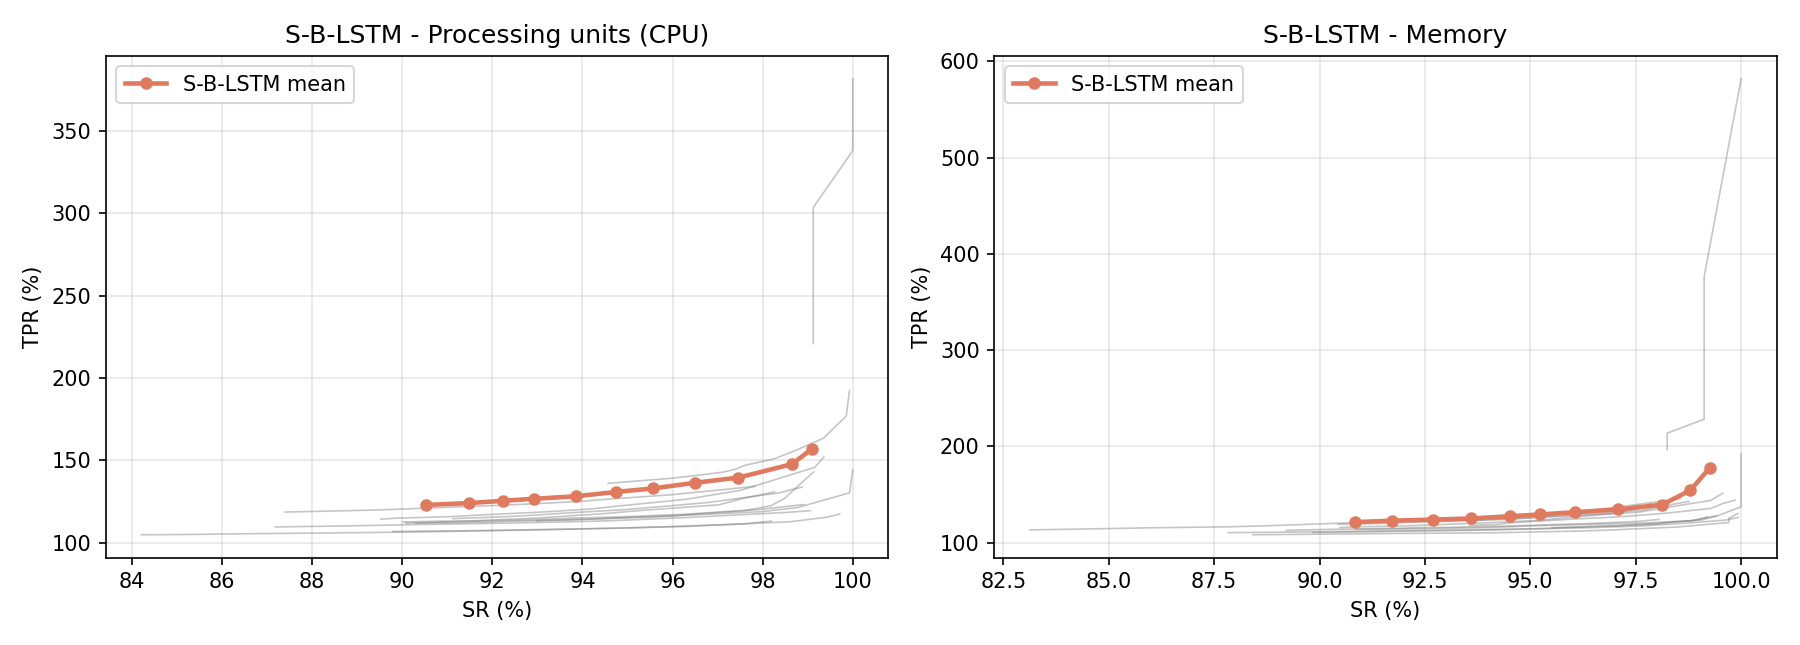 S-B-LSTM - Processing units (CPU)
S-B-LSTM mean
TPR (%)
350
300
250
200
150
100
84 86 88 90 92 94 96 98 100
SR (%)
S-B-LSTM - Memory
S-B-LSTM mean
TPR (%)
600
500
400
300
200
100
82.5 85.0 87.5 90.0 92.5 95.0 97.5 100.0
SR (%)